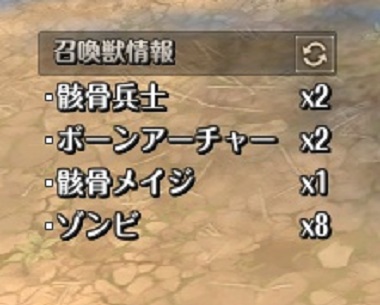 召喚獣情報
・骸骨兵士 x2
・ボーンアーチャー x2
・骸骨メイジ x1
・ゾンビ x8